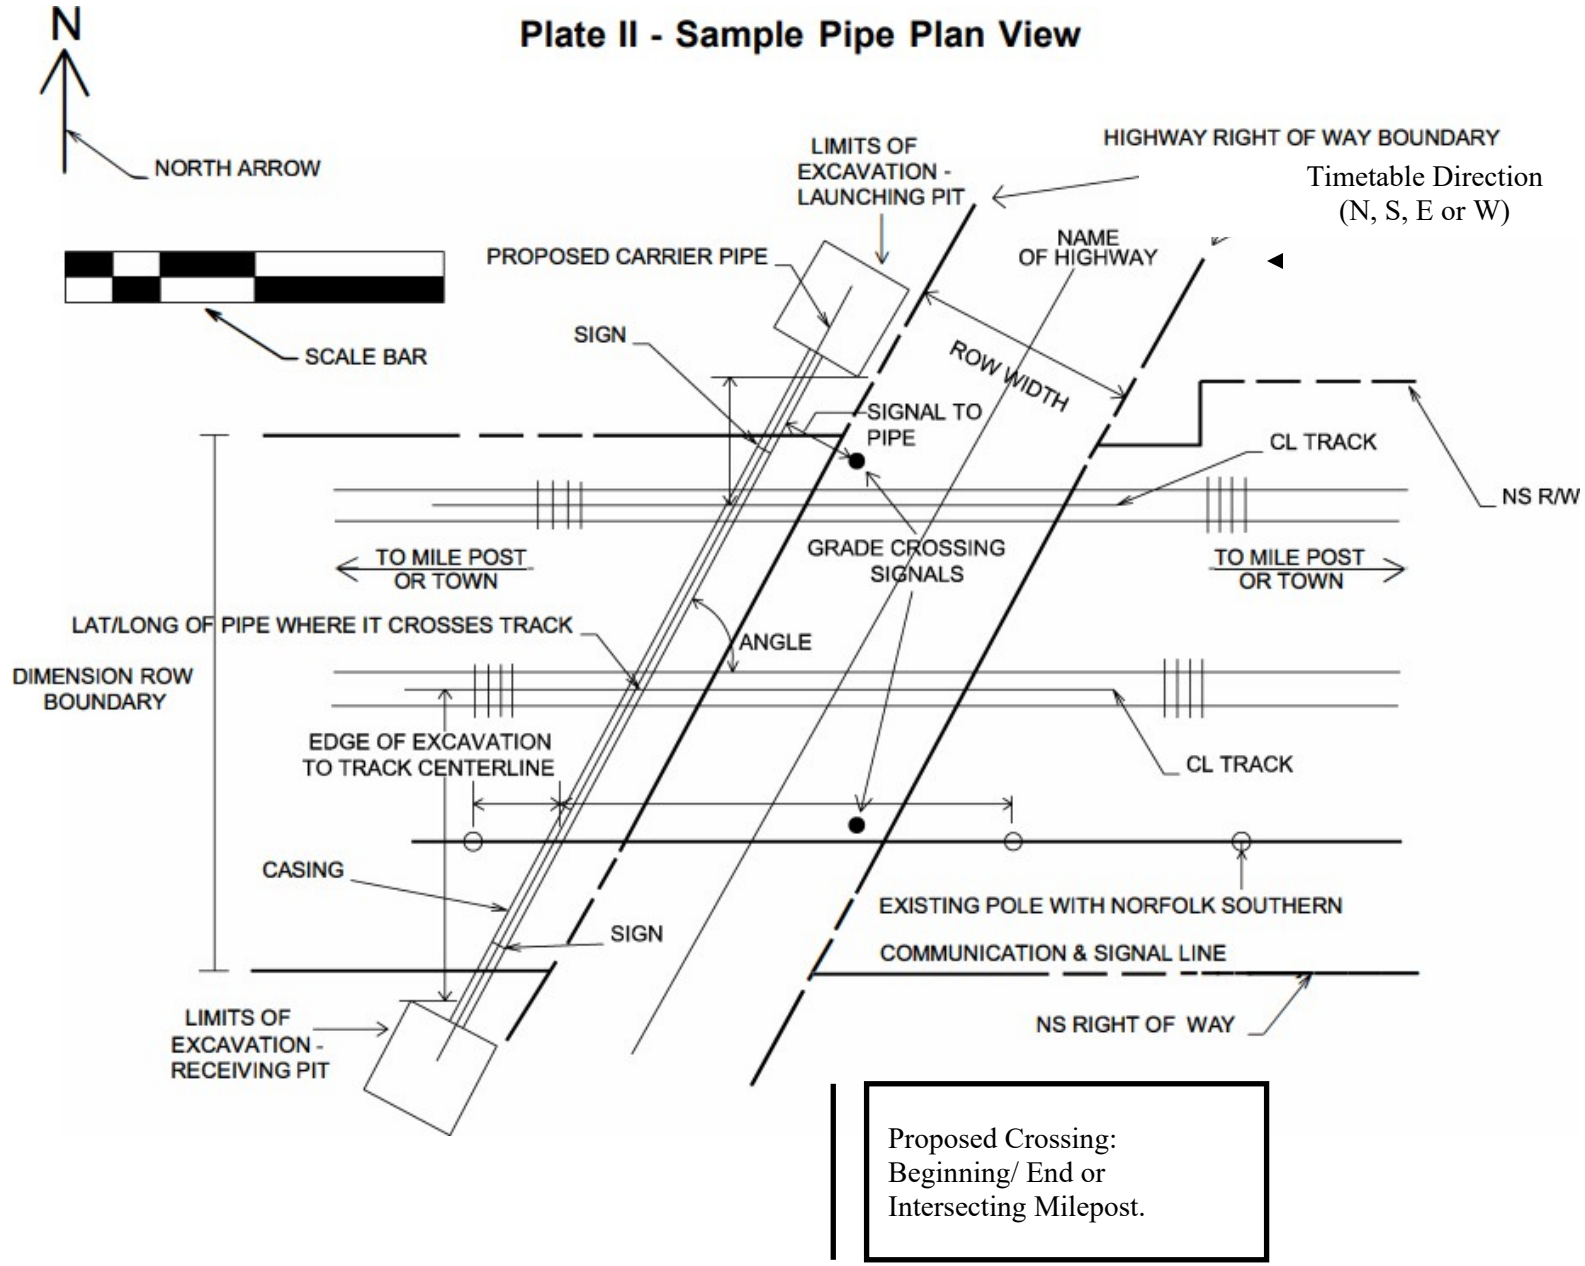 N
Plate II - Sample Pipe Plan View
NORTH ARROW
LIMITS OF
EXCAVATION -
LAUNCHING PIT
HIGHWAY RIGHT OF WAY BOUNDARY
Timetable Direction
(N, S, E or W)
NAME
OF HIGHWAY
PROPOSED CARRIER PIPE
SIGN
SCALE BAR
ROW WIDTH
SIGNAL TO
PIPE
CL TRACK
NS R/W
GRADE CROSSING
SIGNALS
TO MILE POST
OR TOWN
TO MILE POST
OR TOWN
LAT/LONG OF PIPE WHERE IT CROSSES TRACK
ANGLE
DIMENSION ROW
BOUNDARY
EDGE OF EXCAVATION
TO TRACK CENTERLINE
CL TRACK
CASING
EXISTING POLE WITH NORFOLK SOUTHERN
COMMUNICATION & SIGNAL LINE
SIGN
LIMITS OF
EXCAVATION -
RECEIVING PIT
NS RIGHT OF WAY
Proposed Crossing:
Beginning/ End or
Intersecting Milepost.